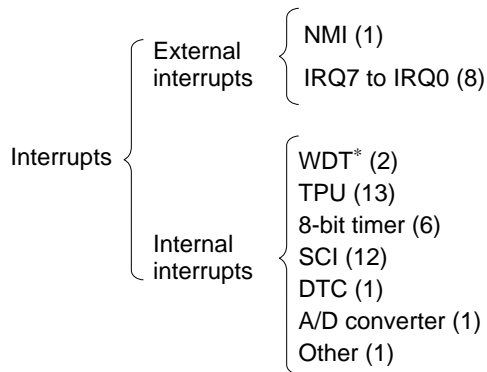 Interrupts
External
interrupts
NMI (1)
IRQ7 to IRQ0 (8)
Internal
interrupts
WDT* (2)
TPU (13)
8-bit timer (6)
SCI (12)
DTC (1)
A/D converter (1)
Other (1)